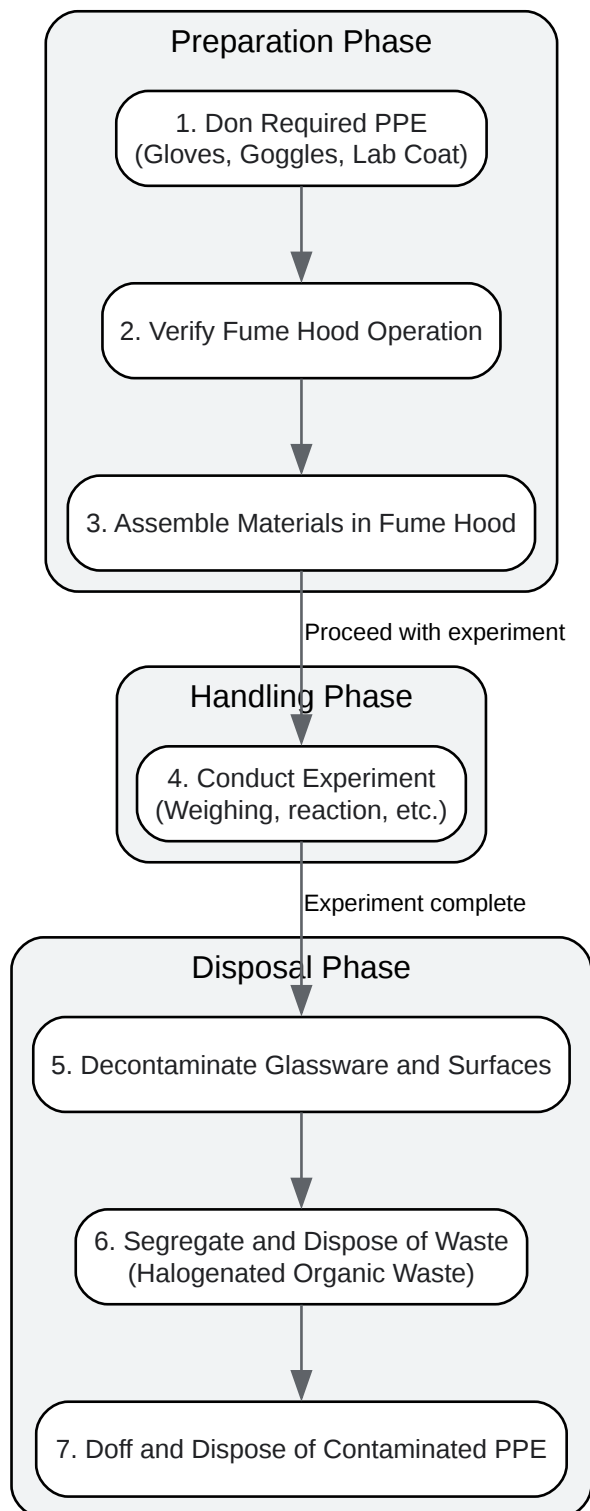 Preparation Phase
1. Don Required PPE
(Gloves, Goggles, Lab Coat)
2. Verify Fume Hood Operation
3. Assemble Materials in Fume Hood
Proceed with experiment
Handling Phase
4. Conduct Experiment
(Weighing, reaction, etc.)
Experiment complete
Disposal Phase
5. Decontaminate Glassware and Surfaces
6. Segregate and Dispose of Waste
(Halogenated Organic Waste)
7. Doff and Dispose of Contaminated PPE